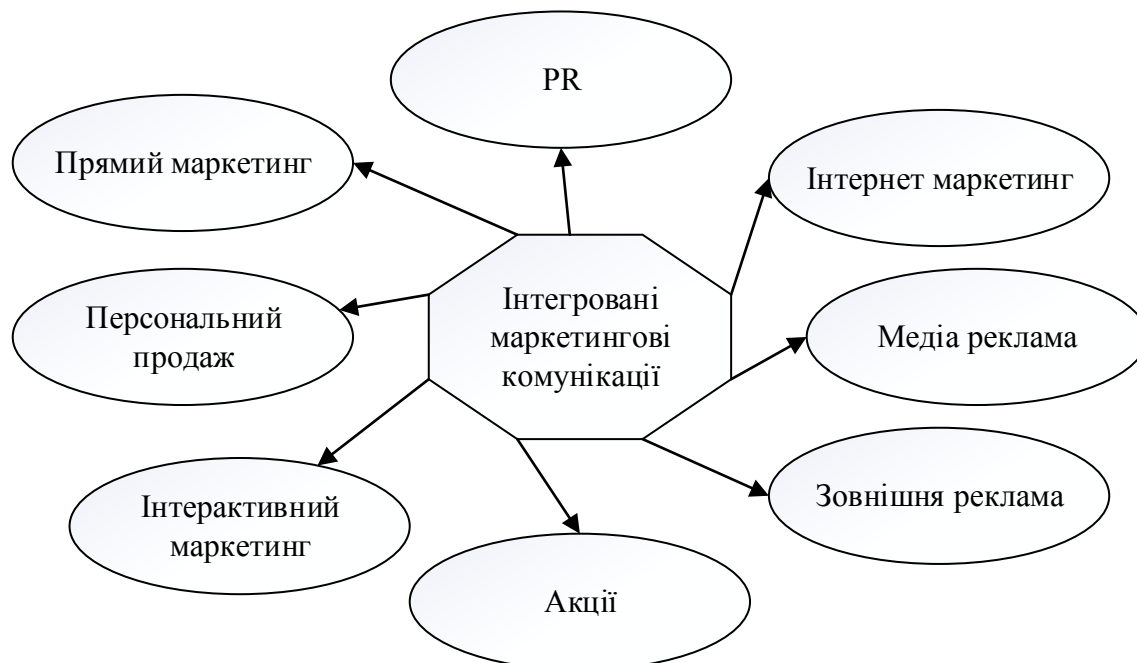 PR
Прямий маркетинг
Інтернет маркетинг
Інтегровані
маркетингові
комунікації
Персональний
продаж
Медіа реклама
Інтерактивний
маркетинг
Зовнішня реклама
Акції